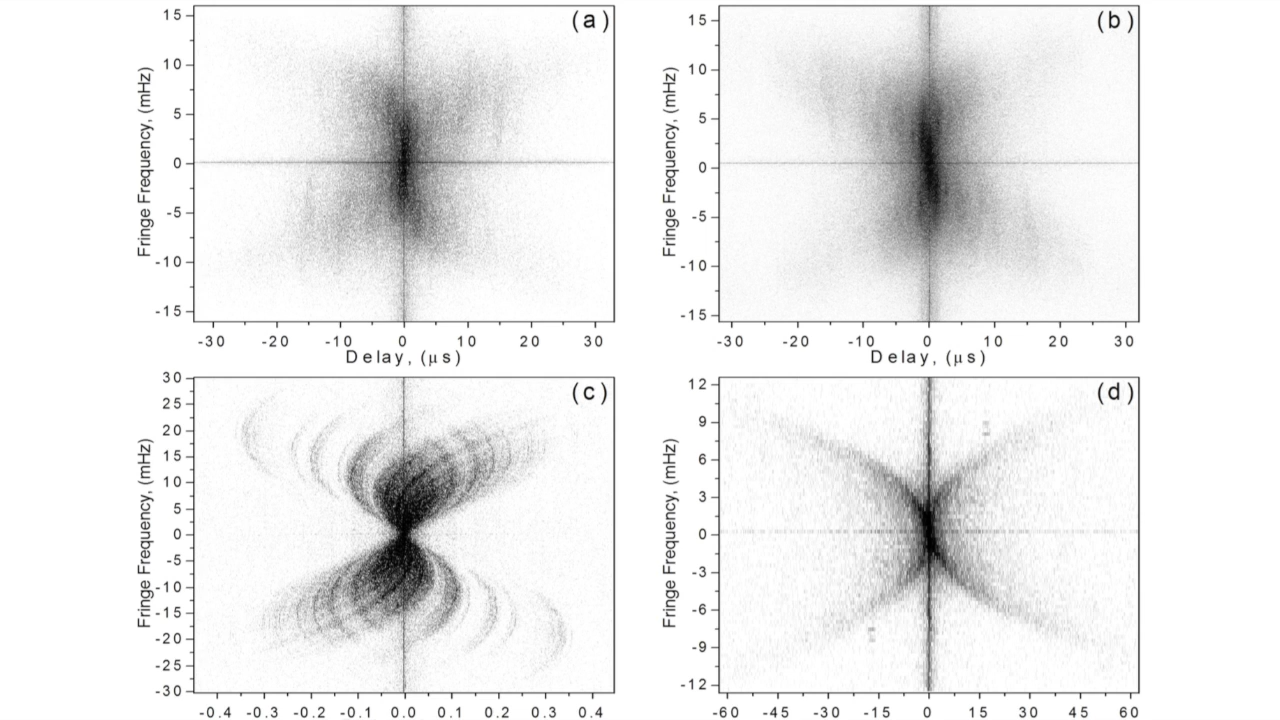 (a)
Fringe Frequency, (mHz)
15
10
5
0
-5
-10
-15
-30 -20 -10 0 10 20 30
Delay, (μs)
(b)
Fringe Frequency, (mHz)
15
10
5
0
-5
-10
-15
-30 -20 -10 0 10 20 30
Delay, (μs)
(c)
Fringe Frequency, (mHz)
30
25
20
15
10
5
0
-5
-10
-15
-20
-25
-30
-0.4 -0.3 -0.2 -0.1 0.0 0.1 0.2 0.3 0.4
(d)
Fringe Frequency, (mHz)
12
9
6
3
0
-3
-6
-9
-12
-60 -45 -30 -15 0 15 30 45 60